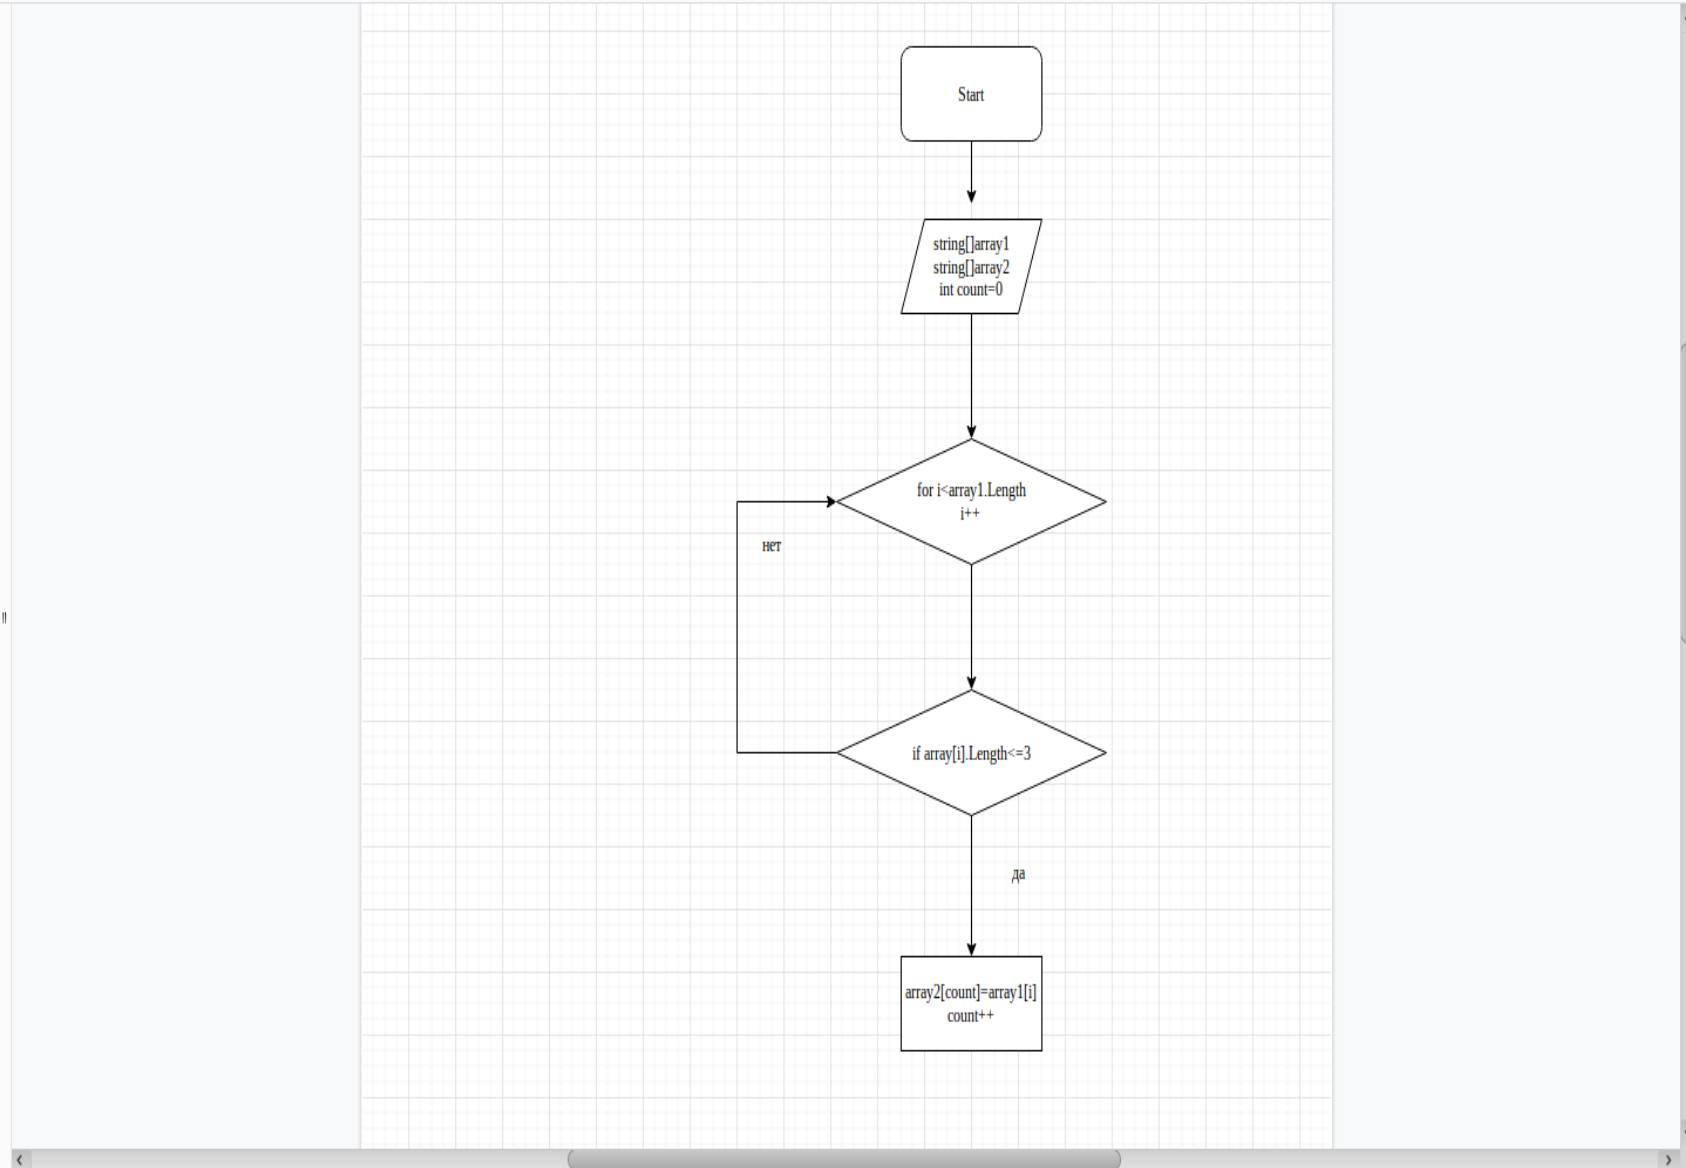 Start
string[]array1
string[]array2
int count=0
for i<array1.Length
i++
нет
if array[i].Length<=3
да
array2[count]=array1[i]
count++